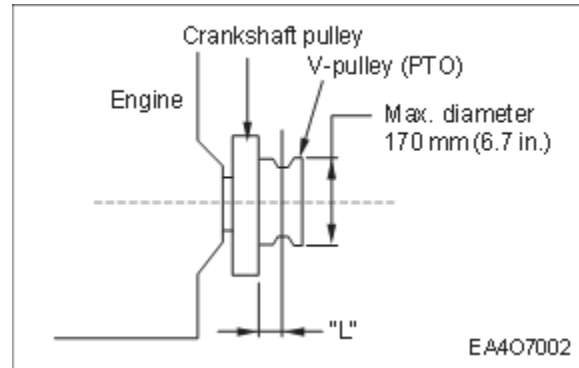 Crankshaft pulley
V-pulley (PTO)
Engine
Max. diameter
170 mm (6.7 in.)
"L"
EA4O7002